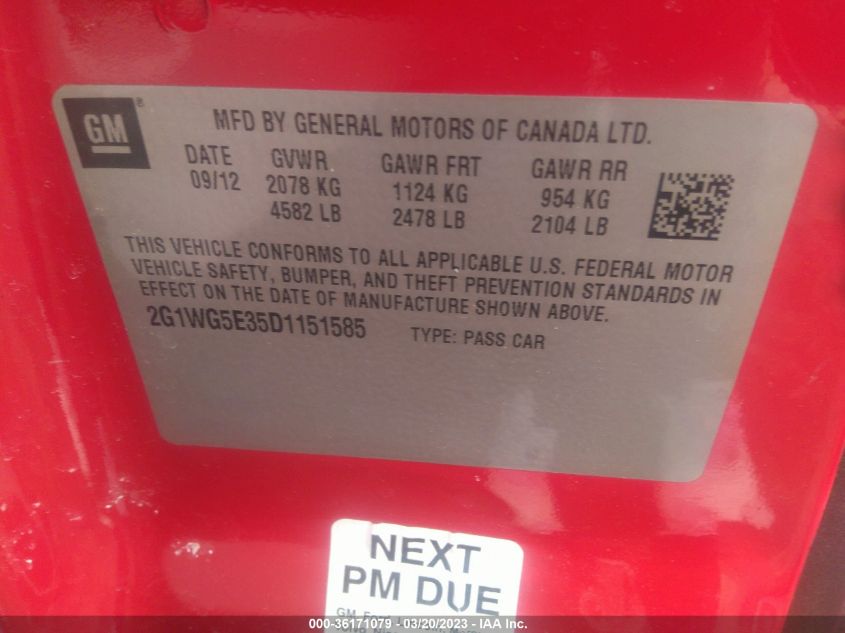 GM ®
MFD BY GENERAL MOTORS OF CANADA LTD.
DATE GVWR GAWR FRT GAWR RR
09/12 2078 KG 1124 KG 954 KG
4582 LB 2478 LB 2104 LB
THIS VEHICLE CONFORMS TO ALL APPLICABLE U.S. FEDERAL MOTOR
VEHICLE SAFETY, BUMPER, AND THEFT PREVENTION STANDARDS IN
EFFECT ON THE DATE OF MANUFACTURE SHOWN ABOVE.
2G1WG5E35D1151585 TYPE: PASS CAR
NEXT
PM DUE
GM
000-36171079 - 03/20/2023 - IAA Inc.